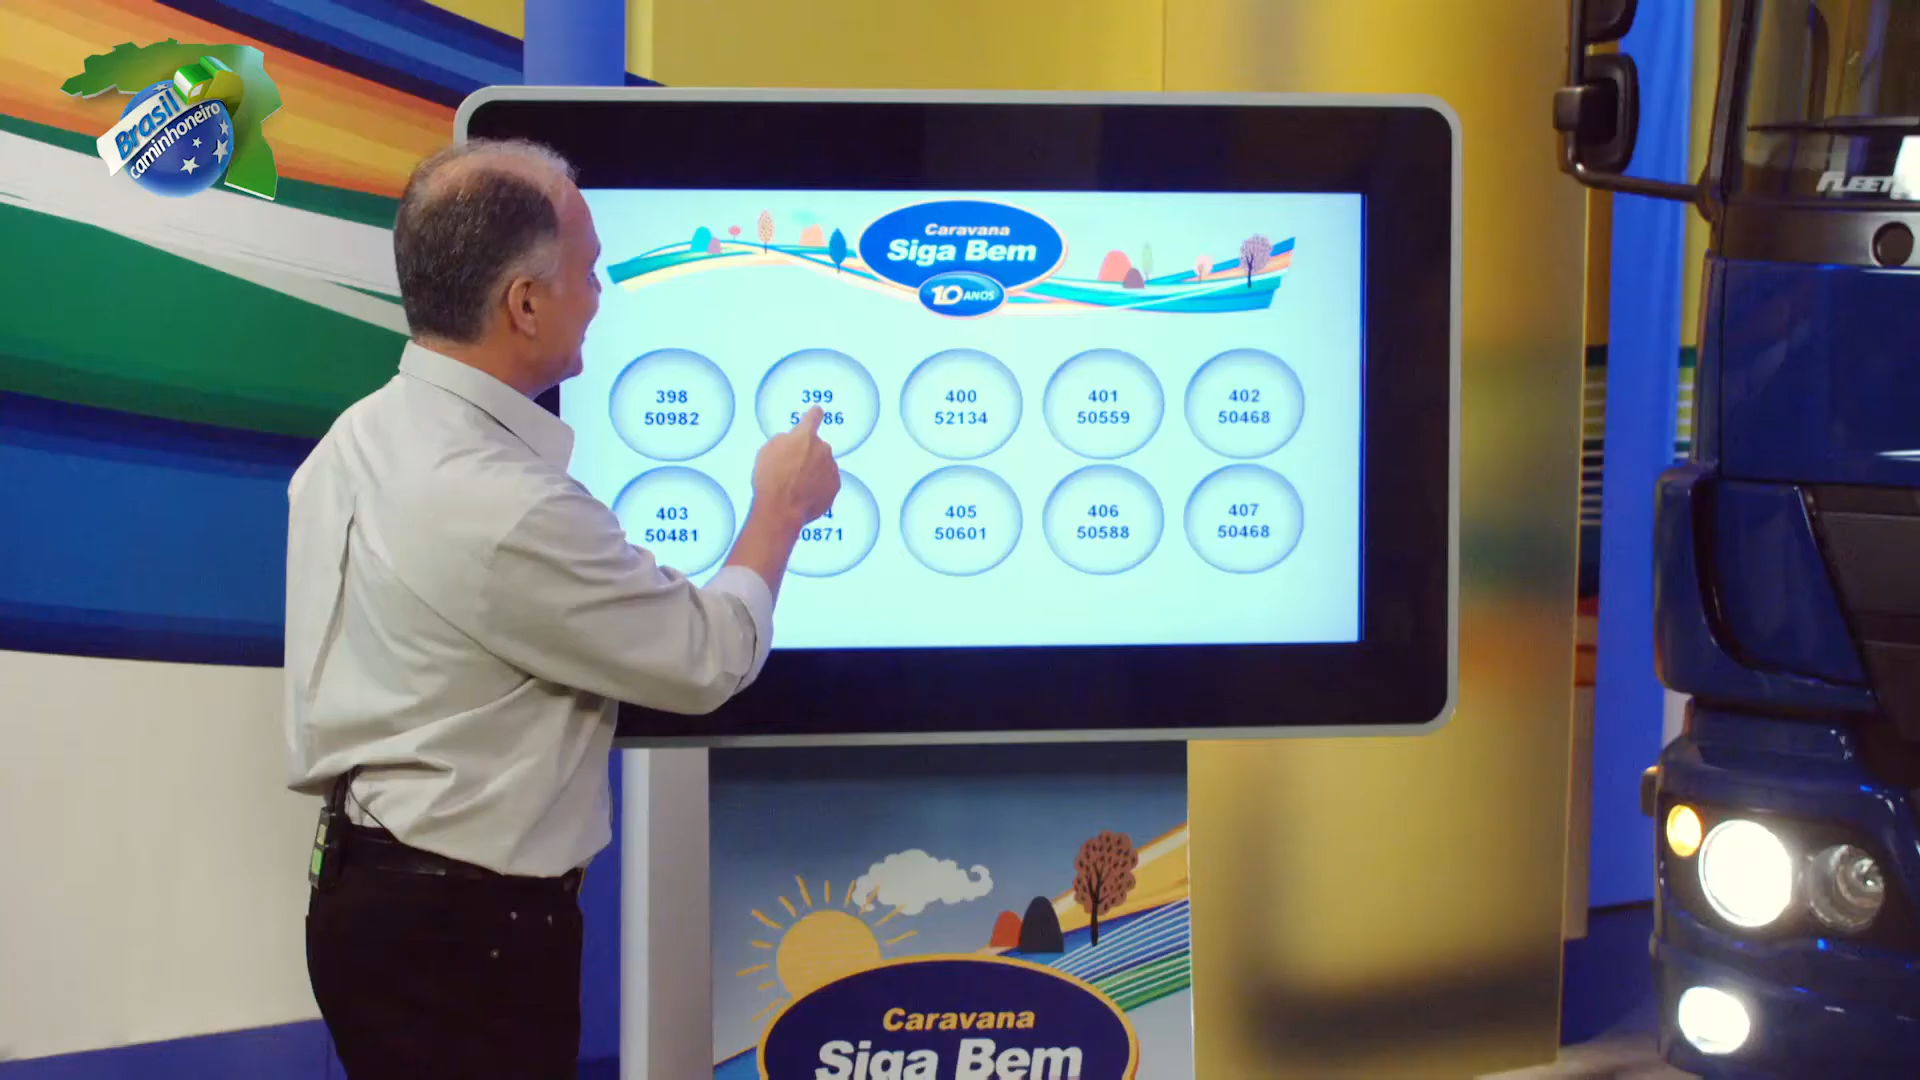 Brasil
caminhoneiro
Caravana
Siga Bem
10 ANOS
398
50982
399
400
52134
401
50559
402
50468
403
50481
405
50601
406
50588
407
50468
Caravana
Siga Bem